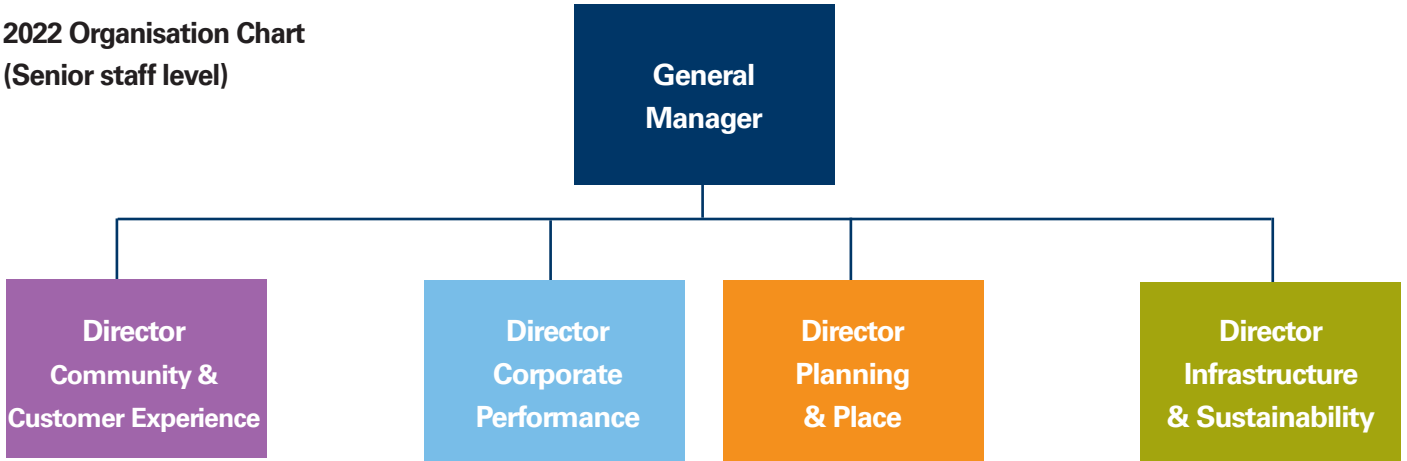 2022 Organisation Chart
(Senior staff level)
General
Manager
Director
Community &
Customer Experience
Director
Corporate
Performance
Director
Planning
& Place
Director
Infrastructure
& Sustainability